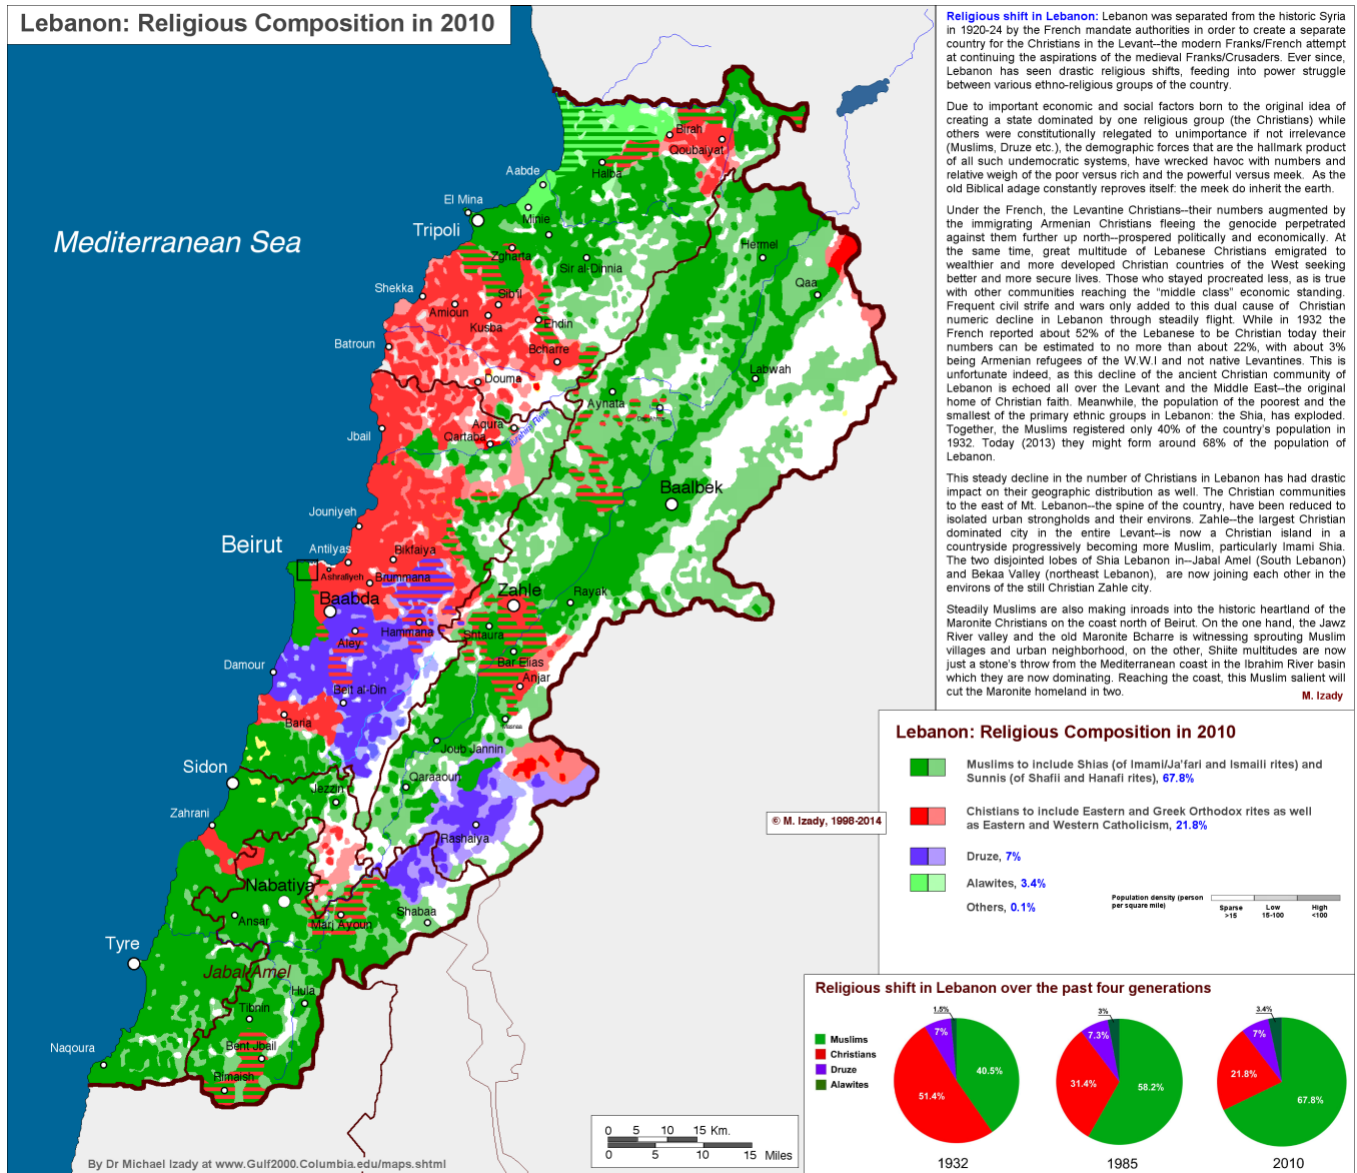 Lebanon: Religious Composition in 2010
Religious shift in Lebanon: Lebanon was separated from the historic Syria
in 1920-24 by the French mandate authorities in order to create a separate
country for the Christians in the Levant--the modern Franks/French attempt
at continuing the aspirations of the medieval Franks/Crusaders. Ever since,
Lebanon has seen drastic religious shifts, feeding into power struggle
between various ethno-religious groups of the country.
Due to important economic and social factors born to the original idea of
creating a state dominated by one religious group (the Christians) while
others were constitutionally relegated to unimportance if not irrelevance
(Muslims, Druze etc.), the demographic forces that are the hallmark product
of all such undemocratic systems, have wrecked havoc with numbers and
relative weigh of the poor versus rich and the powerful versus meek. As the
old Biblical adage constantly reproves itself: the meek do inherit the earth.
Under the French, the Levantine Christians--their numbers augmented by
the immigrating Armenian Christians fleeing the genocide perpetrated
against them further up north--prospered politically and economically. At
the same time, great multitude of Lebanese Christians emigrated to
wealthier and more developed Christian countries of the West seeking
better and more secure lives. Those who stayed procreated less, as is true
with other communities reaching the "middle class" economic standing.
Frequent civil strife and wars only added to this dual cause of Christian
numeric decline in Lebanon through steadily flight. While in 1932 the
French reported about 52% of the Lebanese to be Christian today their
numbers can be estimated to no more than about 22%, with about 3%
being Armenian refugees of the W.W.I and not native Levantines. This is
unfortunate indeed, as this decline of the ancient Christian community of
Lebanon is echoed all over the Levant and the Middle East--the original
home of Christian faith. Meanwhile, the population of the poorest and the
smallest of the primary ethnic groups in Lebanon: the Shia, has exploded.
Together, the Muslims registered only 40% of the country's population in
1932. Today (2013) they might form around 68% of the population of
Lebanon.
This steady decline in the number of Christians in Lebanon has had drastic
impact on their geographic distribution as well. The Christian communities
to the east of Mt. Lebanon--the spine of the country, have been reduced to
isolated urban strongholds and their environs. Zahle--the largest Christian
dominated city in the entire Levant--is now a Christian island in a
countryside progressively becoming more Muslim, particularly Imami Shia.
The two disjointed lobes of Shia Lebanon in--Jabal Amel (South Lebanon)
and Bekaa Valley (northeast Lebanon), are now joining each other in the
environs of the still Christian Zahle city.
Steadily Muslims are also making inroads into the historic heartland of the
Maronite Christians on the coast north of Beirut. On the one hand, the Jawz
River valley and the old Maronite Bcharre is witnessing sprouting Muslim
villages and urban neighborhood, on the other, Shiite multitudes are now
just a stone's throw from the Mediterranean coast in the Ibrahim River basin
which they are now dominating. Reaching the coast, this Muslim salient will
cut the Maronite homeland in two.
M. Izady
Mediterranean Sea
Birah
Qoubaiyat
Halba
Aabde
El Mina
Minie
Tripoli
Zgharta
Sir al-Dinnia
Hermel
Qaa
Shekka
Sib'il
Amioun
Kusba
Ehdin
Batroun
Bcharre
Labwah
Douma
Aynata
Aqura
Ibrahim River
Jbail
Qartaba
Baalbek
Jouniyeh
Beirut
Antilyas
Bikfaiya
Ashrafiyeh
Brummana
Baabda
Zahle
Rayak
Hammana
Shtaura
Aley
Damour
Bar Elias
Anjar
Beit al-Din
Barja
Joub Jannin
Sidon
Qaraaoun
Jezzin
Zahrani
Rashaiya
Nabatiya
Shabaa
Ansar
Marj Ayoun
Tyre
Jabal Amel
Hula
Tibnin
Naqoura
Bent Jbail
Rimaish
© M. Izady, 1998-2014
Lebanon: Religious Composition in 2010
Muslims to include Shias (of Imami/Ja'fari and Ismaili rites) and
Sunnis (of Shafii and Hanafi rites), 67.8%
Chistians to include Eastern and Greek Orthodox rites as well
as Eastern and Western Catholicism, 21.8%
Druze, 7%
Alawites, 3.4%
Others, 0.1%
Population density (person
per square mile)
Sparse
>15
Low
15-100
High
<100
Religious shift in Lebanon over the past four generations
Muslims
Christians
Druze
Alawites
1.5%
7%
40.5%
51.4%
1932
3%
7.3%
31.4%
58.2%
1985
3.4%
7%
21.8%
67.8%
2010
0 5 10 15 Km.
0 5 10 15 Miles
By Dr Michael Izady at www.Gulf2000.Columbia.edu/maps.shtml